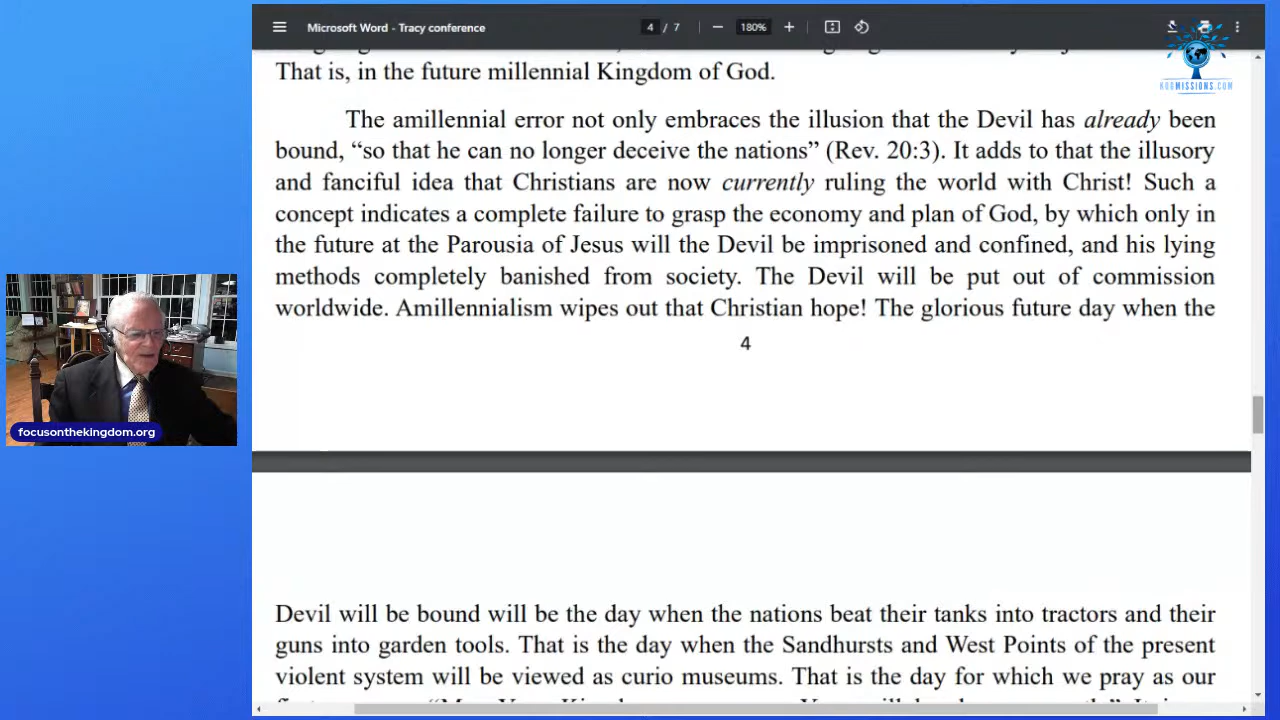 Microsoft Word - Tracy conference
4 / 7
180%
KOGMISSIONS.COM
That is, in the future millennial Kingdom of God.
The amillennial error not only embraces the illusion that the Devil has already been
bound, “so that he can no longer deceive the nations” (Rev. 20:3). It adds to that the illusory
and fanciful idea that Christians are now currently ruling the world with Christ! Such a
concept indicates a complete failure to grasp the economy and plan of God, by which only in
the future at the Parousia of Jesus will the Devil be imprisoned and confined, and his lying
methods completely banished from society. The Devil will be put out of commission
worldwide. Amillennialism wipes out that Christian hope! The glorious future day when the
4
focusonthekingdom.org
Devil will be bound will be the day when the nations beat their tanks into tractors and their
guns into garden tools. That is the day when the Sandhursts and West Points of the present
violent system will be viewed as curio museums. That is the day for which we pray as our